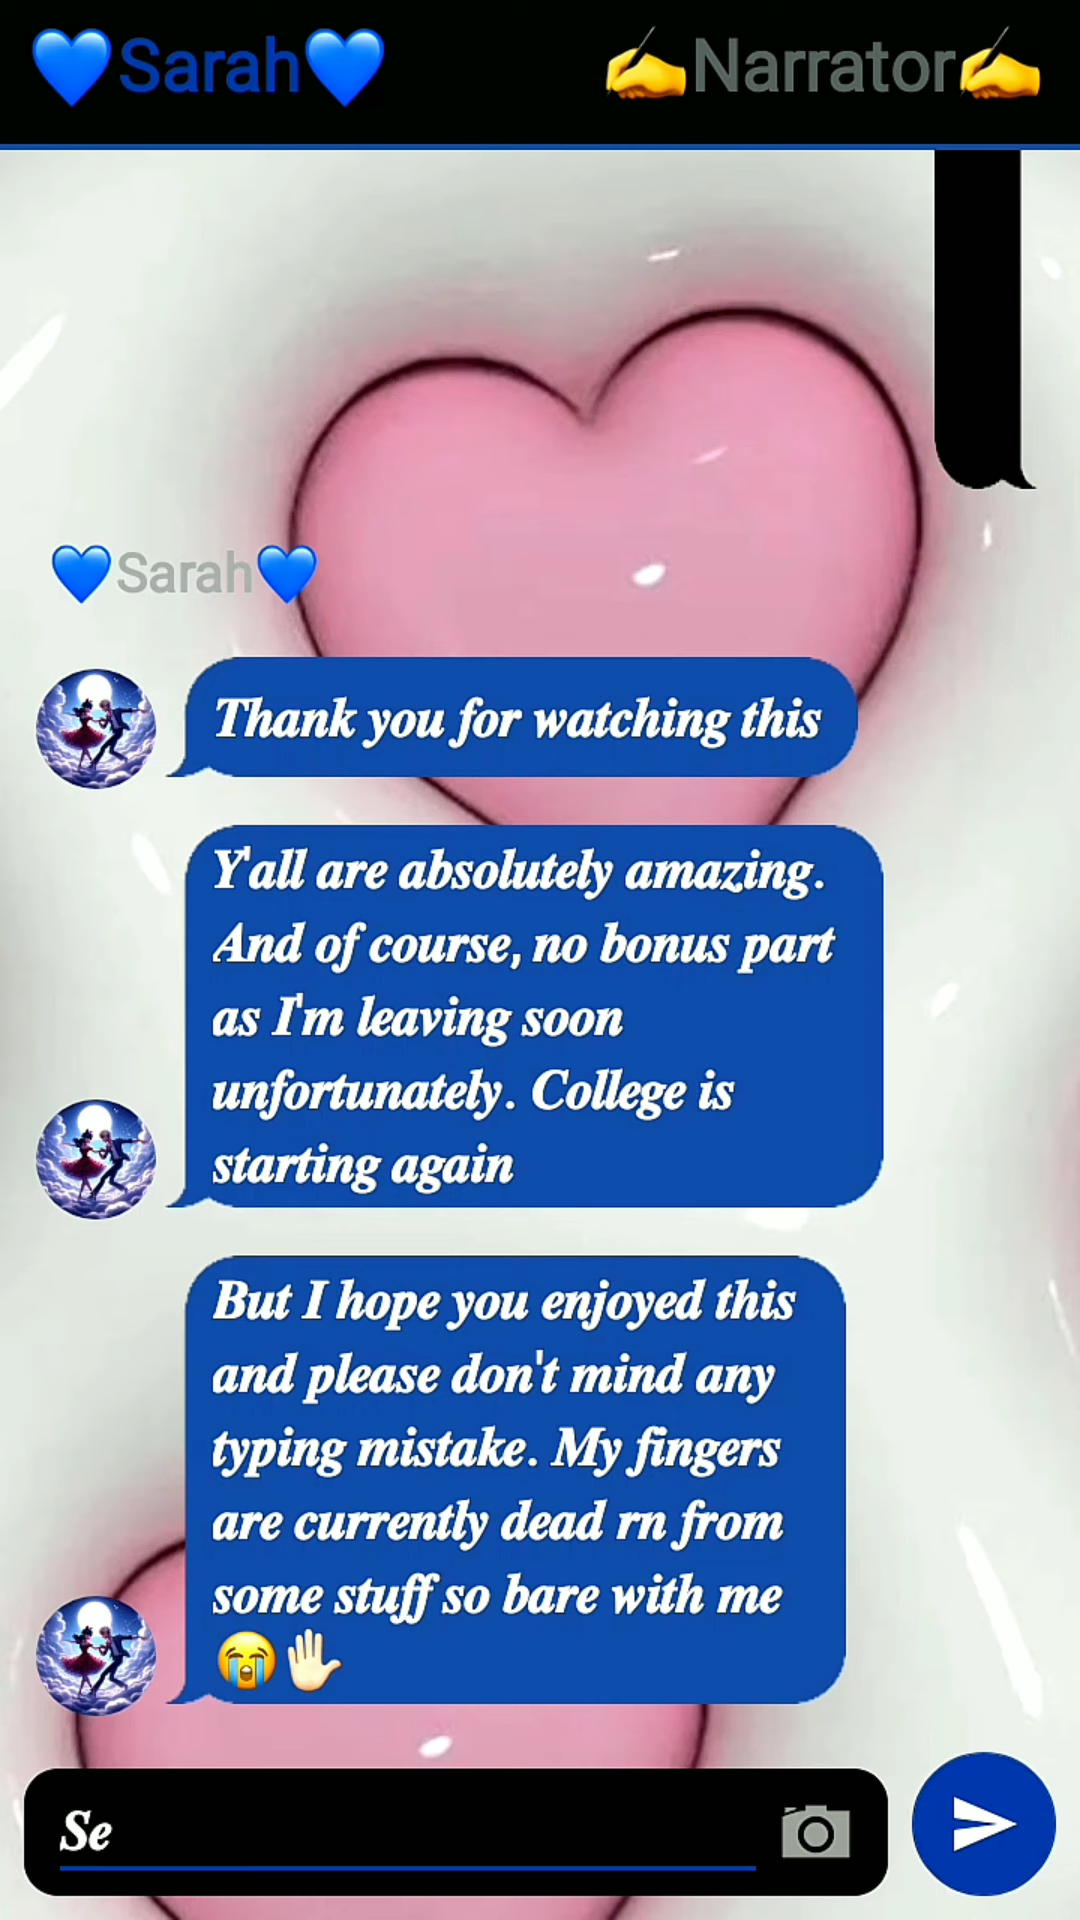 💙Sarah💙 ✍Narrator✍
💙Sarah💙
Thank you for watching this
Y'all are absolutely amazing.
And of course, no bonus part
as I'm leaving soon
unfortunately. College is
starting again
But I hope you enjoyed this
and please don't mind any
typing mistake. My fingers
are currently dead rn from
some stuff so bare with me
😭🤚🏻
Se